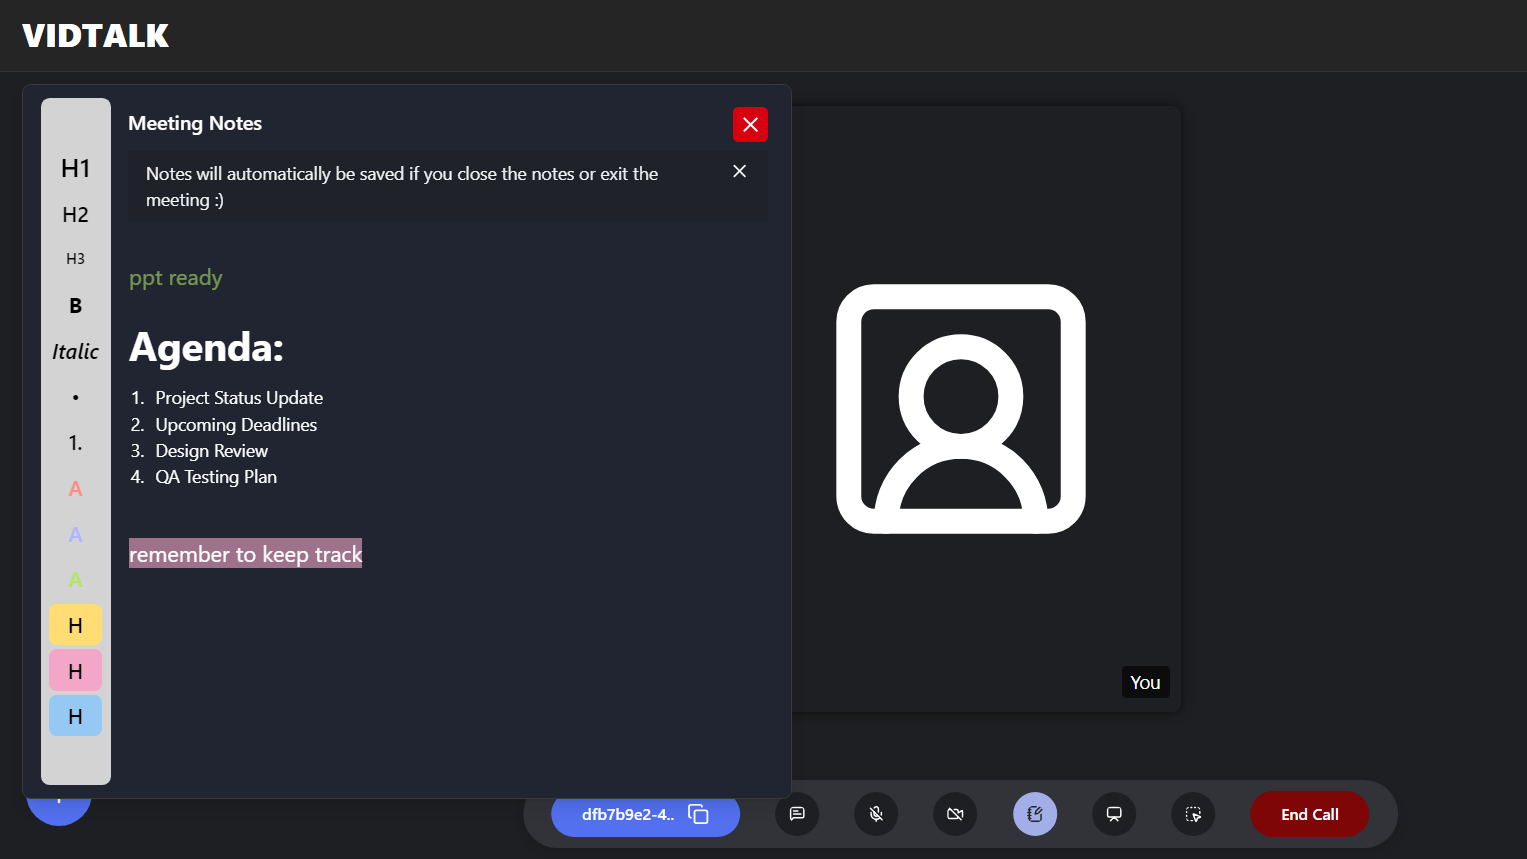 VIDTALK
Meeting Notes
Notes will automatically be saved if you close the notes or exit the
meeting :)
H1
H2
H3
B
Italic
•
1.
A
A
A
H
H
H
ppt ready
Agenda:
1. Project Status Update
2. Upcoming Deadlines
3. Design Review
4. QA Testing Plan
remember to keep track
You
dfb7b9e2-4..
End Call